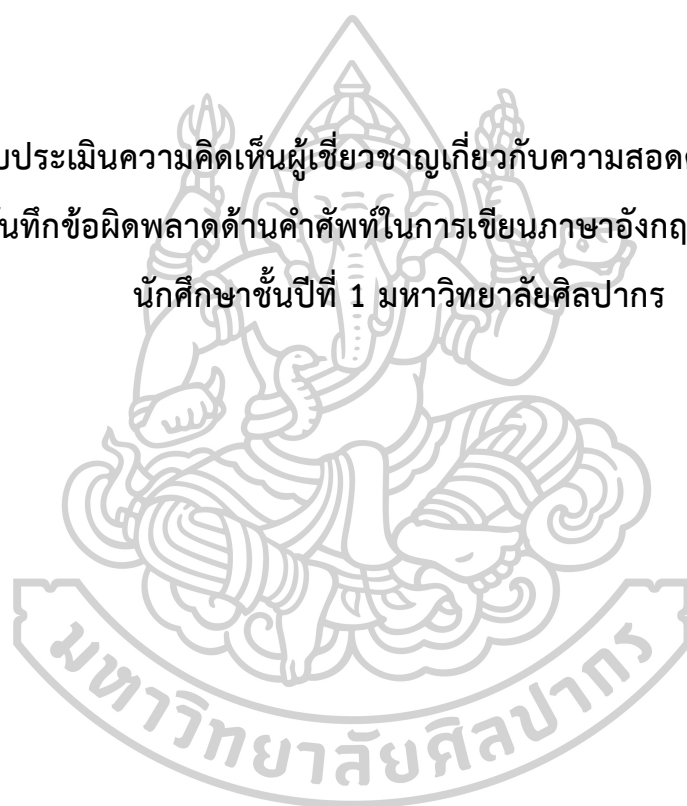 บประเมินความคิดเห็นผู้เชี่ยวชาญเกี่ยวกับความสอด
ันทึกข้อผิดพลาดด้านคำศัพท์ในการเขียนภาษาอังกฤ
นักศึกษาชั้นปีที่ 1 มหาวิทยาลัยศิลปากร
มหาวิทยาลัยศิลปากร